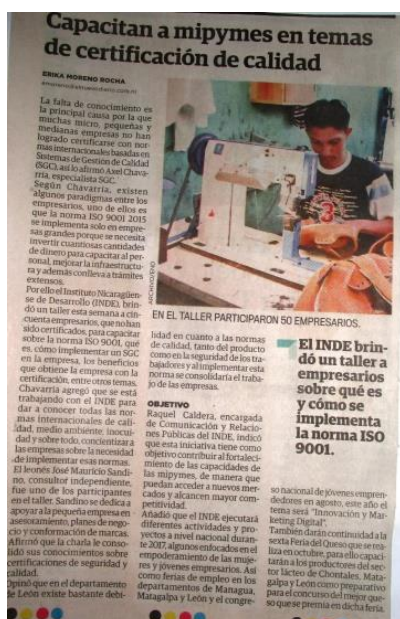 Capacitan a mipymes en temas
de certificación de calidad
ERIKA MORENO ROCHA
La falta de conocimiento es
la principal causa por la que
muchas micro, pequeñas y
medianas empresas no han
logrado certificarse con nor-
mas internacionales basadas en
Sistemas de Gestión de Calidad
(SGC), así lo afirmó Axel Chava-
rría, especialista SGC.
Según Chavarría, existen
"algunos paradigmas entre los
empresarios, uno de ellos es
que la norma ISO 9001 2015
se implementa solo en empre-
sas grandes porque se necesita
invertir cuantiosas cantidades
de dinero para capacitar al per-
sonal, mejorar la infraestructu-
ra y además conlleva a trámites
extensos.
Por ello el Instituto Nicaragüen-
se de Desarrollo (INDE), brin-
dó un taller esta semana a cin-
cuenta empresarios, que no han
sido certificados, para capacitar
sobre la norma ISO 9001, qué
es, cómo implementar un SGC
en la empresa, los beneficios
que obtiene la empresa con la
certificación, entre otros temas.
Chavarría agregó que se está
trabajando con el INDE para
dar a conocer todas las nor-
mas internacionales de cali-
dad, medio ambiente, inocui-
dad y sobre todo, concientizar a
las empresas sobre la necesidad
de implementar esas normas.
El leonés José Mauricio Sandi-
no, consultor independiente,
fue uno de los participantes
en el taller. Sandino se dedica a
apoyar a la pequeña empresa en
asesoramiento, planes de nego-
cio y conformación de marcas.
Afirmó que la charla le conso-
lidó sus conocimientos sobre
certificaciones de seguridad y
calidad.
Opinó que en el departamento
de León existe bastante debi-
ARCHIVO/END
EN EL TALLER PARTICIPARON 50 EMPRESARIOS.
lidad en cuanto a las normas
de calidad, tanto del producto
como en la seguridad de los tra-
bajadores y al implementar esta
norma se consolidaría el traba-
jo de las empresas.
OBJETIVO
Raquel Caldera, encargada
de Comunicación y Relacio-
nes Públicas del INDE, indicó
que esta iniciativa tiene como
objetivo contribuir al fortaleci-
miento de las capacidades de
las mipymes, de manera que
puedan acceder a nuevos mer-
cados y alcancen mayor com-
petitividad.
Añadió que el INDE ejecutará
diferentes actividades y pro-
yectos a nivel nacional duran-
te 2017, algunos enfocados en el
empoderamiento de las muje-
res y jóvenes empresarios. Así
como ferias de empleo en los
departamentos de Managua,
Matagalpa y León y el congre-
El INDE brin-
dó un taller a
empresarios
sobre qué es
y cómo se
implementa
la norma ISO
9001.
so nacional de jóvenes empren-
dedores en agosto, este año el
tema será "Innovación y Mar-
keting Digital".
También darán continuidad a la
sexta Feria del Queso que se rea-
liza en octubre, para ello capaci-
tarán a los productores del sec-
tor lácteo de Chontales, Mata-
galpa y León como preparativo
para el concurso del mejor que-
so que se premia en dicha feria.